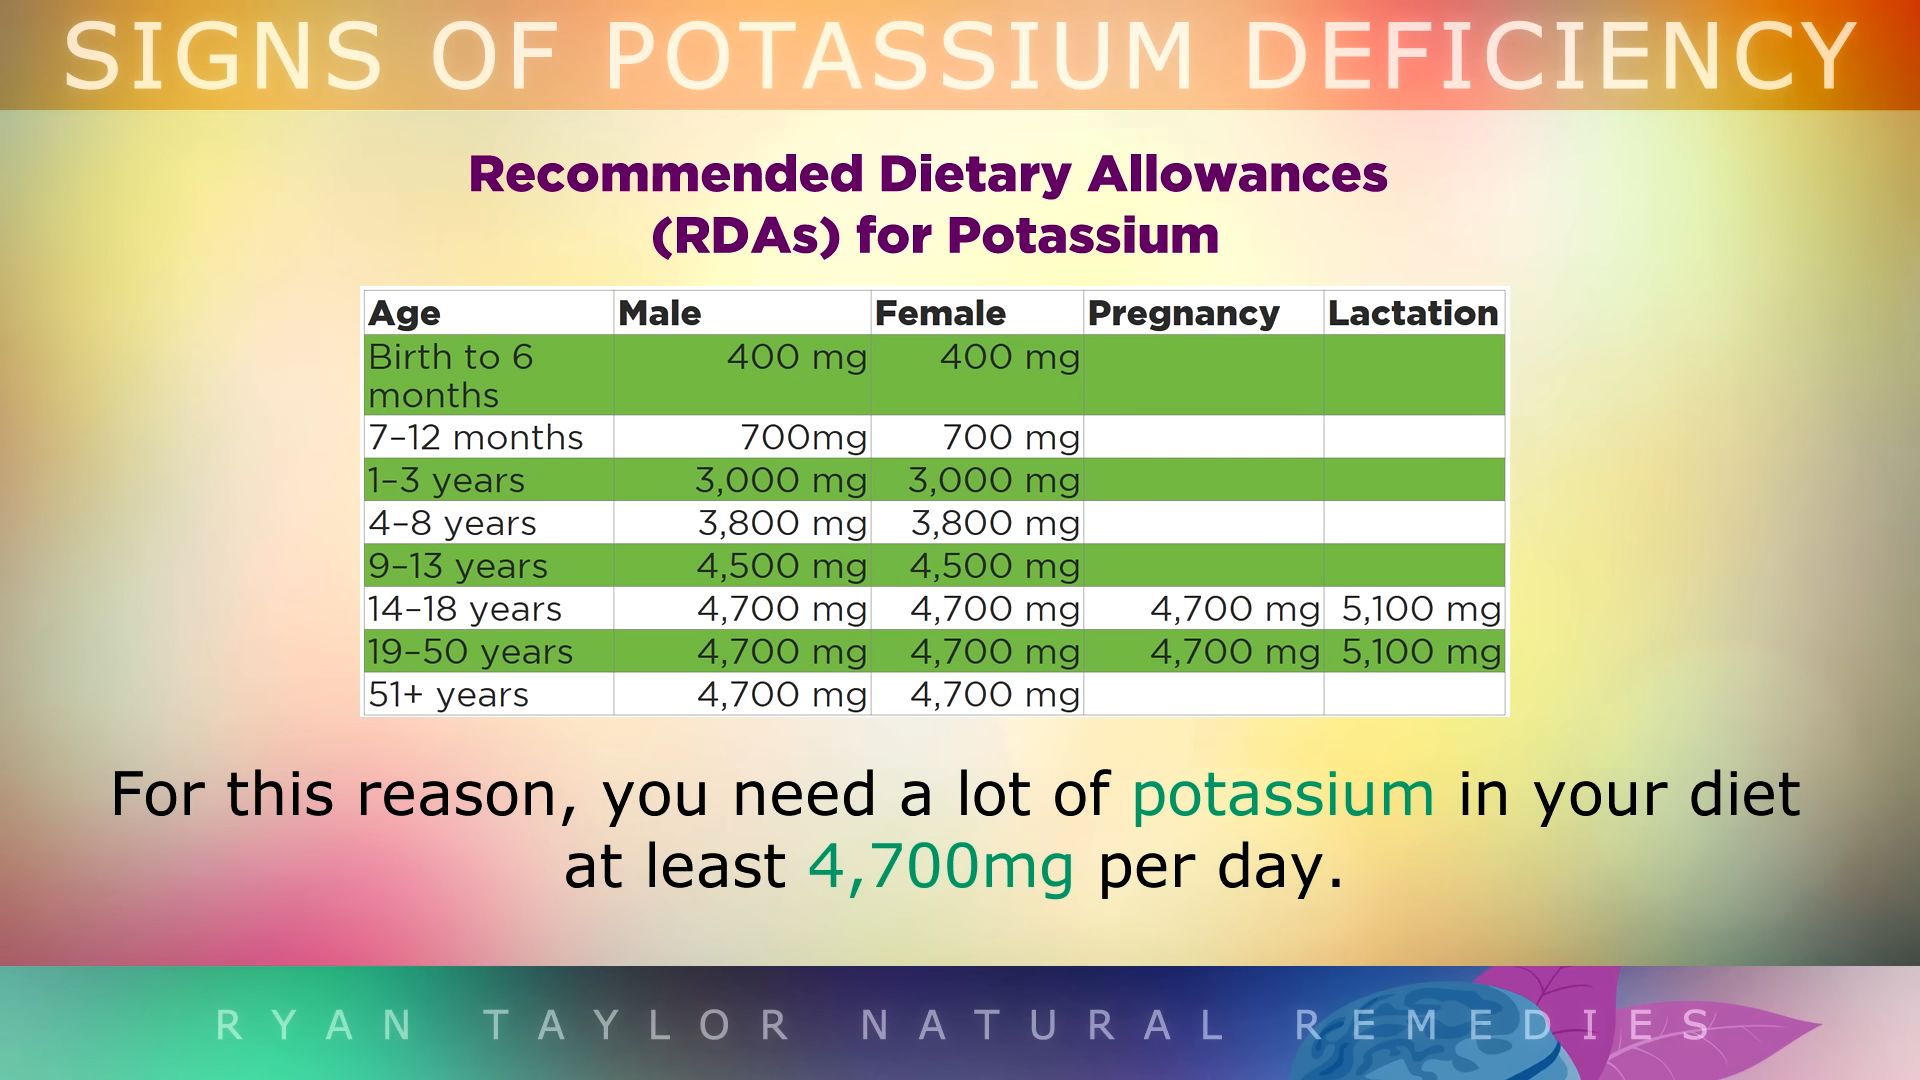 SIGNS OF POTASSIUM DEFICIENCY
Recommended Dietary Allowances
(RDAs) for Potassium
Age Male Female Pregnancy Lactation
Birth to 6 months 400 mg 400 mg
7–12 months 700mg 700 mg
1–3 years 3,000 mg 3,000 mg
4–8 years 3,800 mg 3,800 mg
9–13 years 4,500 mg 4,500 mg
14–18 years 4,700 mg 4,700 mg 4,700 mg 5,100 mg
19–50 years 4,700 mg 4,700 mg 4,700 mg 5,100 mg
51+ years 4,700 mg 4,700 mg
For this reason, you need a lot of potassium in your diet
at least 4,700mg per day.
RYAN TAYLOR NATURAL REMEDIES